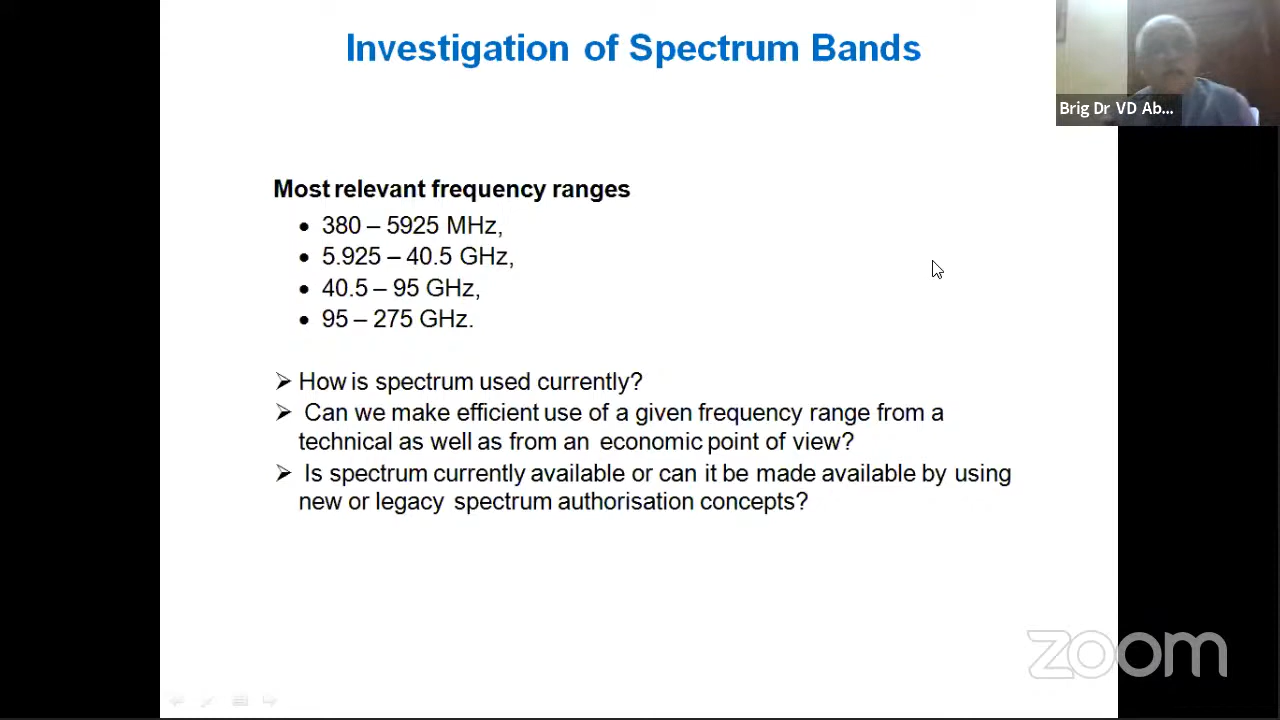 Investigation of Spectrum Bands
Brig Dr VD Ab...
Most relevant frequency ranges
• 380 – 5925 MHz,
• 5.925 – 40.5 GHz,
• 40.5 – 95 GHz,
• 95 – 275 GHz.
➢ How is spectrum used currently?
➢ Can we make efficient use of a given frequency range from a
technical as well as from an economic point of view?
➢ Is spectrum currently available or can it be made available by using
new or legacy spectrum authorisation concepts?
zoom